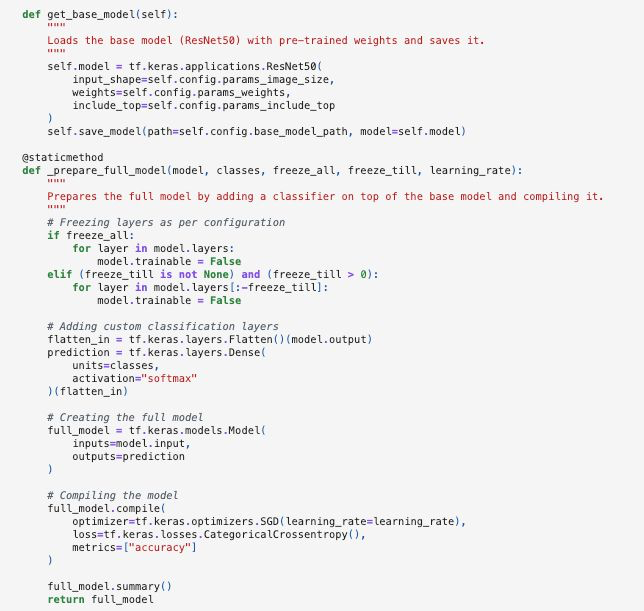 def get_base_model(self):
    """
    Loads the base model (ResNet50) with pre-trained weights and saves it.
    """
    self.model = tf.keras.applications.ResNet50(
        input_shape=self.config.params_image_size,
        weights=self.config.params_weights,
        include_top=self.config.params_include_top
    )
    self.save_model(path=self.config.base_model_path, model=self.model)

@staticmethod
def _prepare_full_model(model, classes, freeze_all, freeze_till, learning_rate):
    """
    Prepares the full model by adding a classifier on top of the base model and compiling it.
    """
    # Freezing layers as per configuration
    if freeze_all:
        for layer in model.layers:
            model.trainable = False
    elif (freeze_till is not None) and (freeze_till > 0):
        for layer in model.layers[:-freeze_till]:
            model.trainable = False

    # Adding custom classification layers
    flatten_in = tf.keras.layers.Flatten()(model.output)
    prediction = tf.keras.layers.Dense(
        units=classes,
        activation="softmax"
    )(flatten_in)

    # Creating the full model
    full_model = tf.keras.models.Model(
        inputs=model.input,
        outputs=prediction
    )

    # Compiling the model
    full_model.compile(
        optimizer=tf.keras.optimizers.SGD(learning_rate=learning_rate),
        loss=tf.keras.losses.CategoricalCrossentropy(),
        metrics=["accuracy"]
    )

    full_model.summary()
    return full_model